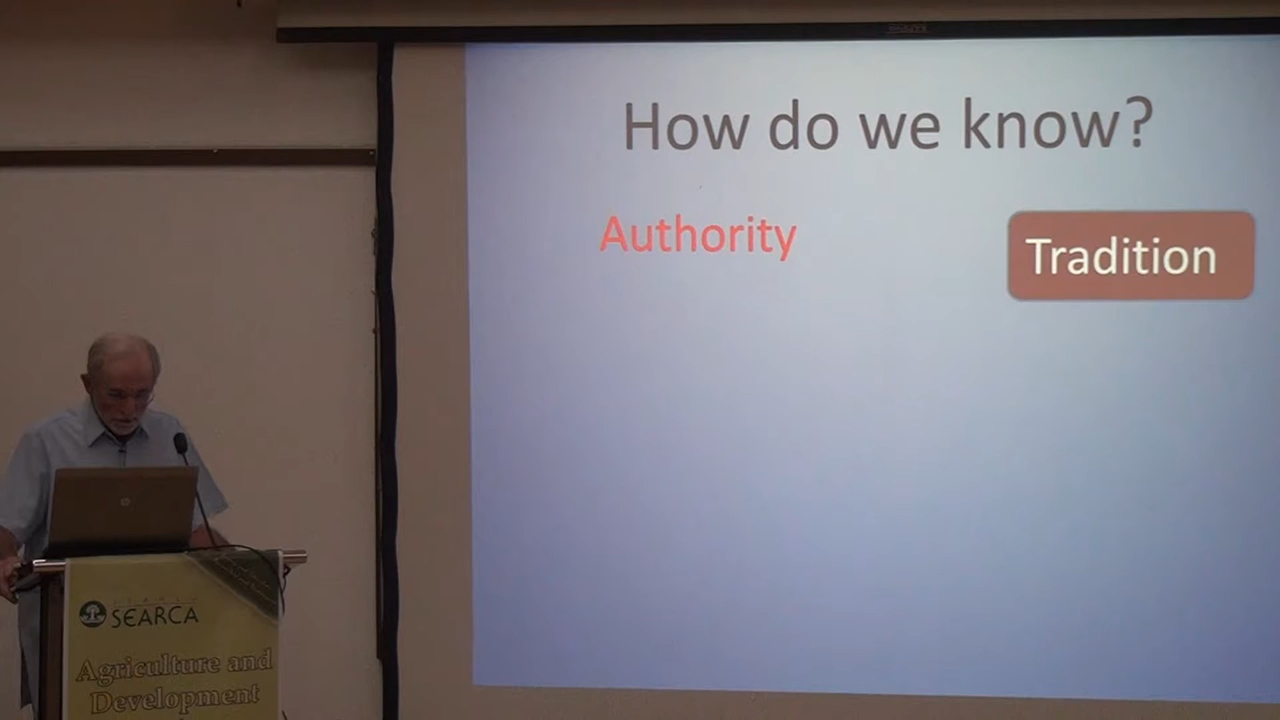 How do we know?
Authority
Tradition
SEARCA
Agriculture and
Development